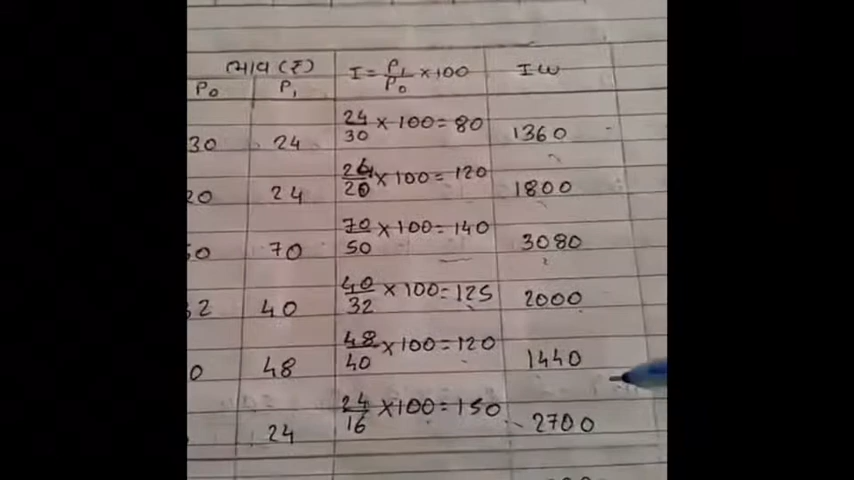 ભાવ (₹) I = P₁/P₀ × 100 IW
P₀ P₁
30 24 24/30 × 100 = 80 1360
20 24 24/20 × 100 = 120 1800
50 70 70/50 × 100 = 140 3080
32 40 40/32 × 100 = 125 2000
0 48 48/40 × 100 = 120 1440
24 24/16 × 100 = 150 2700